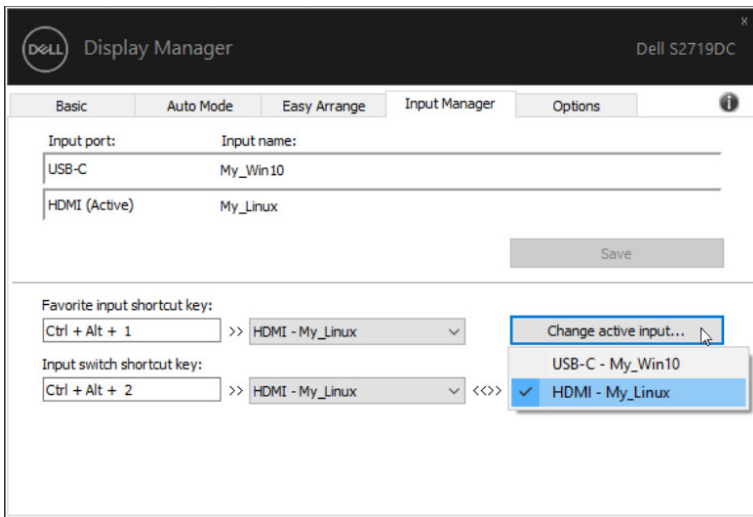 DELL Display Manager Dell S2719DC
Basic Auto Mode Easy Arrange Input Manager Options
Input port: Input name:
USB-C My_Win10
HDMI (Active) My_Linux
Save
Favorite input shortcut key:
Ctrl + Alt + 1 >> HDMI - My_Linux Change active input...
USB-C - My_Win10
Input switch shortcut key:
Ctrl + Alt + 2 >> HDMI - My_Linux <<>> HDMI - My_Linux